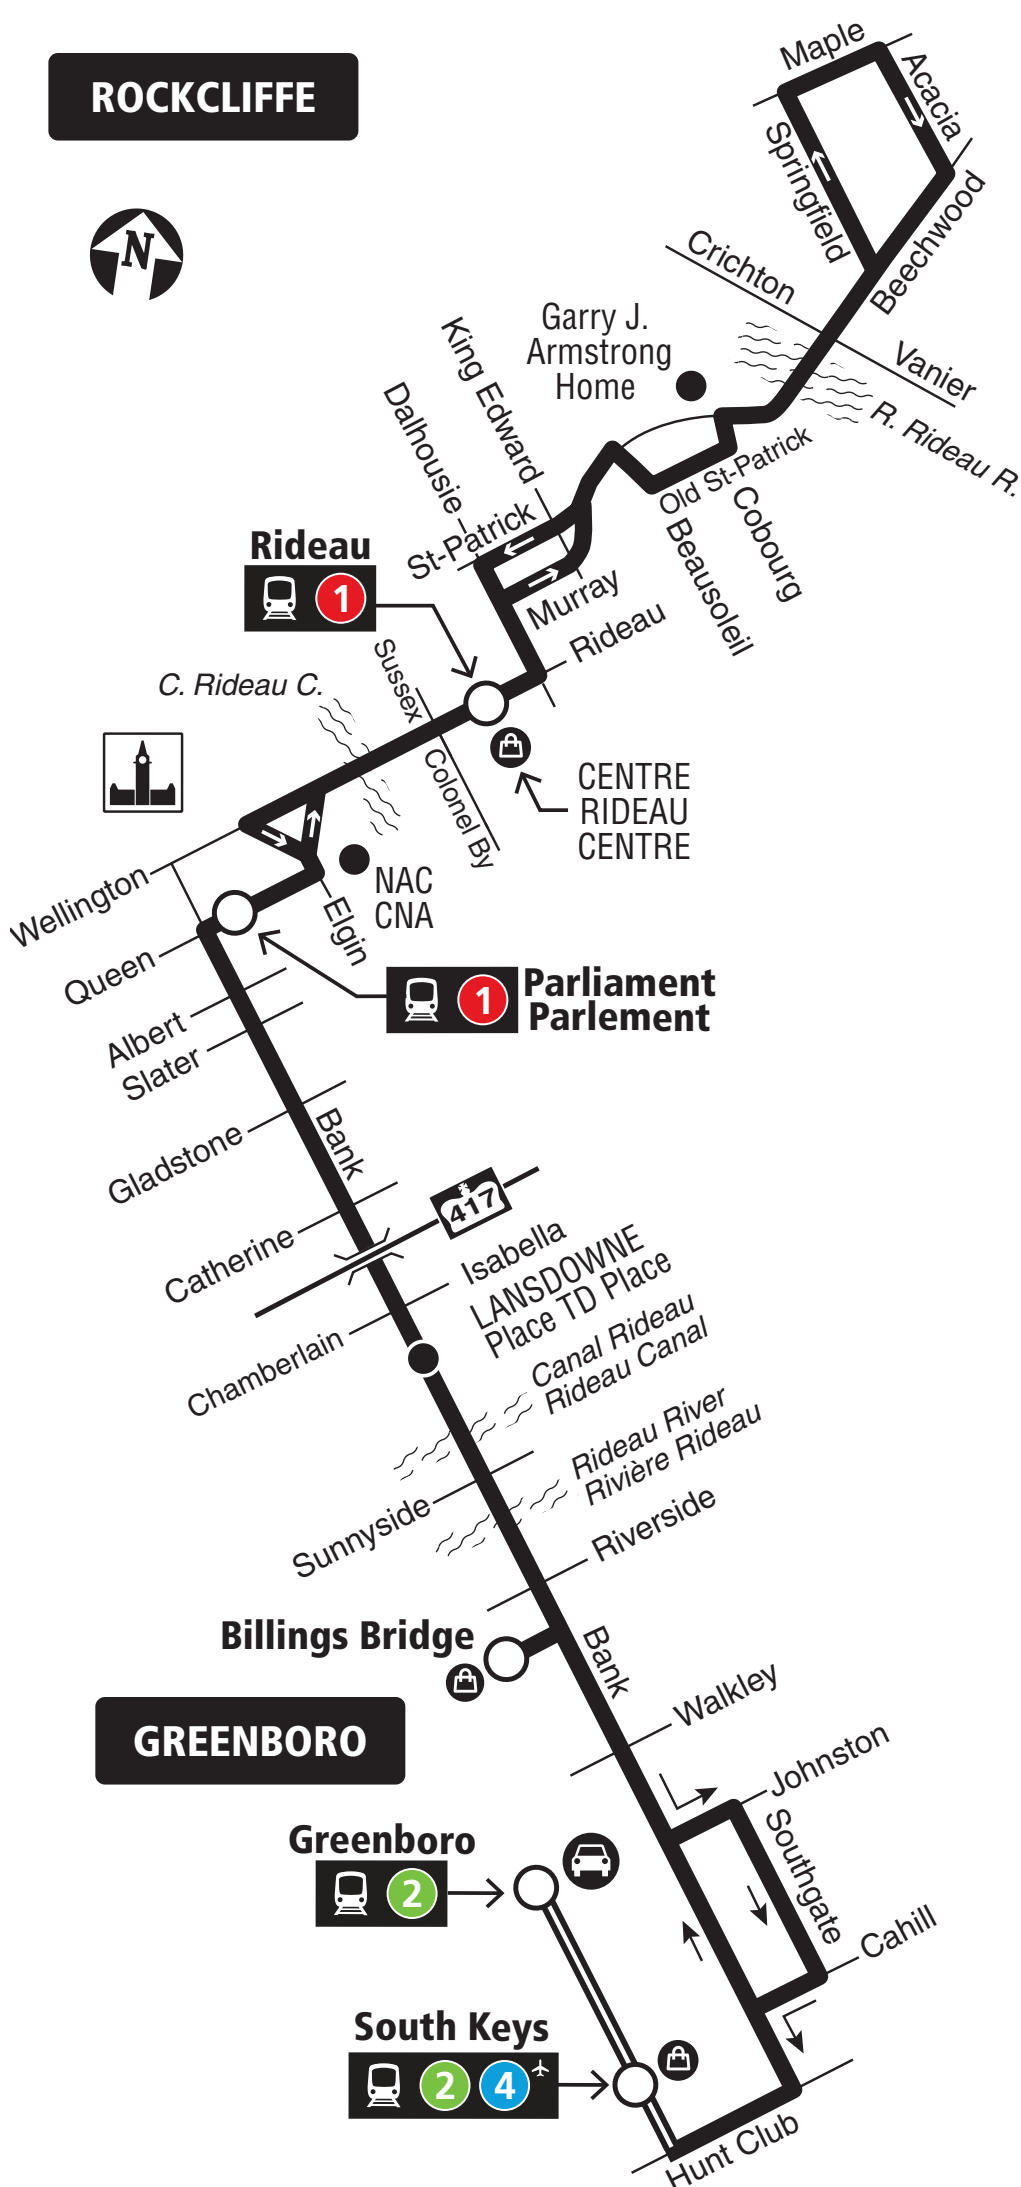 ROCKCLIFFE
N
Maple
Acacia
Springfield
Beechwood
Crichton
Vanier
R. Rideau R.
Garry J.
Armstrong
Home
King Edward
Dalhousie
St-Patrick
Old St-Patrick
Cobourg
Beausoleil
Murray
Rideau
Rideau
1
Sussex
C. Rideau C.
Colonel By
CENTRE
RIDEAU
CENTRE
NAC
CNA
Wellington
Elgin
Queen
Parliament
Parlement
1
Albert
Slater
Gladstone
Bank
417
Catherine
Isabella
LANSDOWNE
Place TD Place
Chamberlain
Canal Rideau
Rideau Canal
Rideau River
Rivière Rideau
Sunnyside
Riverside
Billings Bridge
Bank
GREENBORO
Walkley
Johnston
Southgate
Greenboro
2
Cahill
South Keys
2 4
Hunt Club